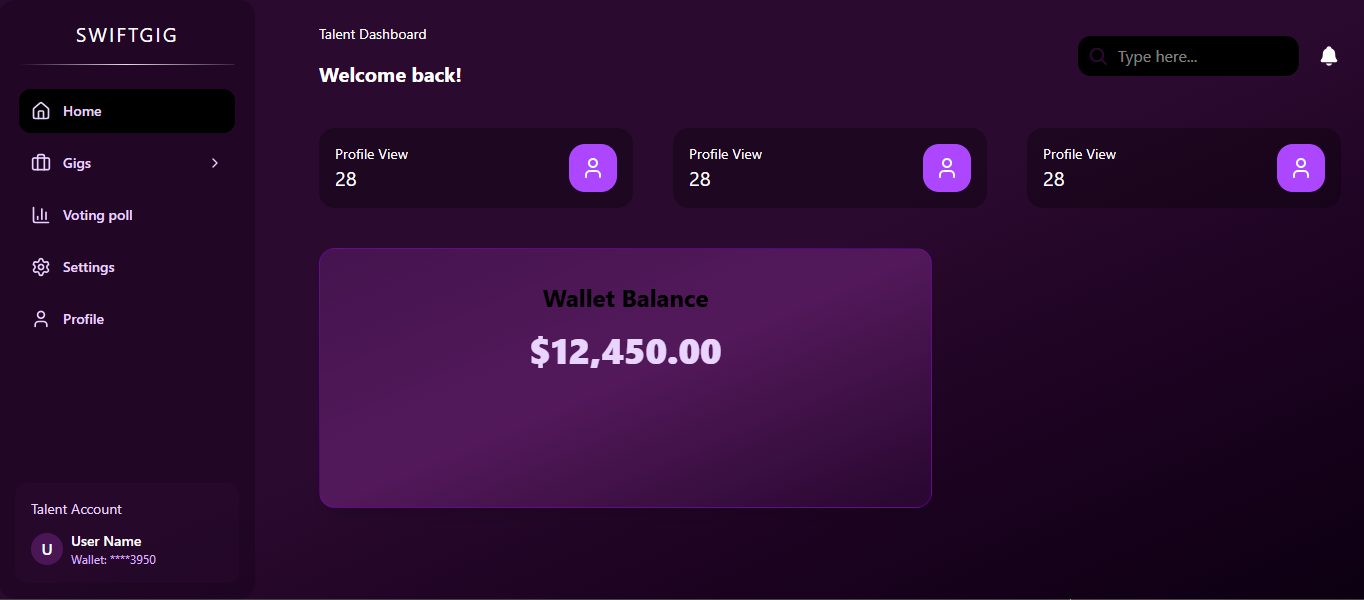 SWIFTGIG
Home
Gigs
Voting poll
Settings
Profile
Talent Account
U
User Name
Wallet: ****3950
Talent Dashboard
Welcome back!
Type here...
Profile View
28
Profile View
28
Profile View
28
Wallet Balance
$12,450.00